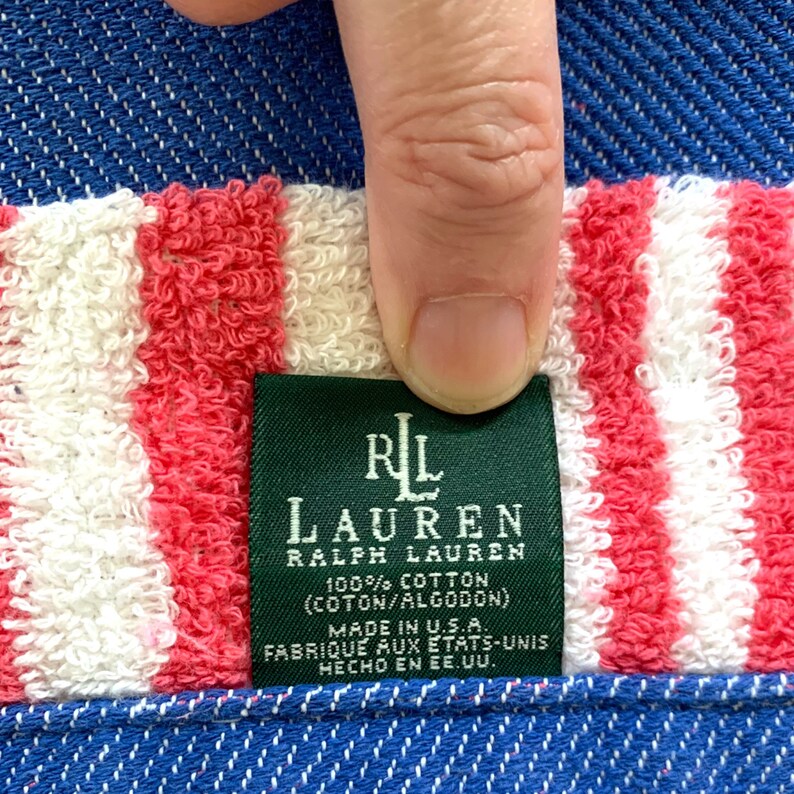 RLL
LAUREN
RALPH LAUREN
100% COTTON
(COTON/ALGODON)
MADE IN U.S.A.
FABRIQUE AUX ETATS-UNIS
HECHO EN EE.UU.